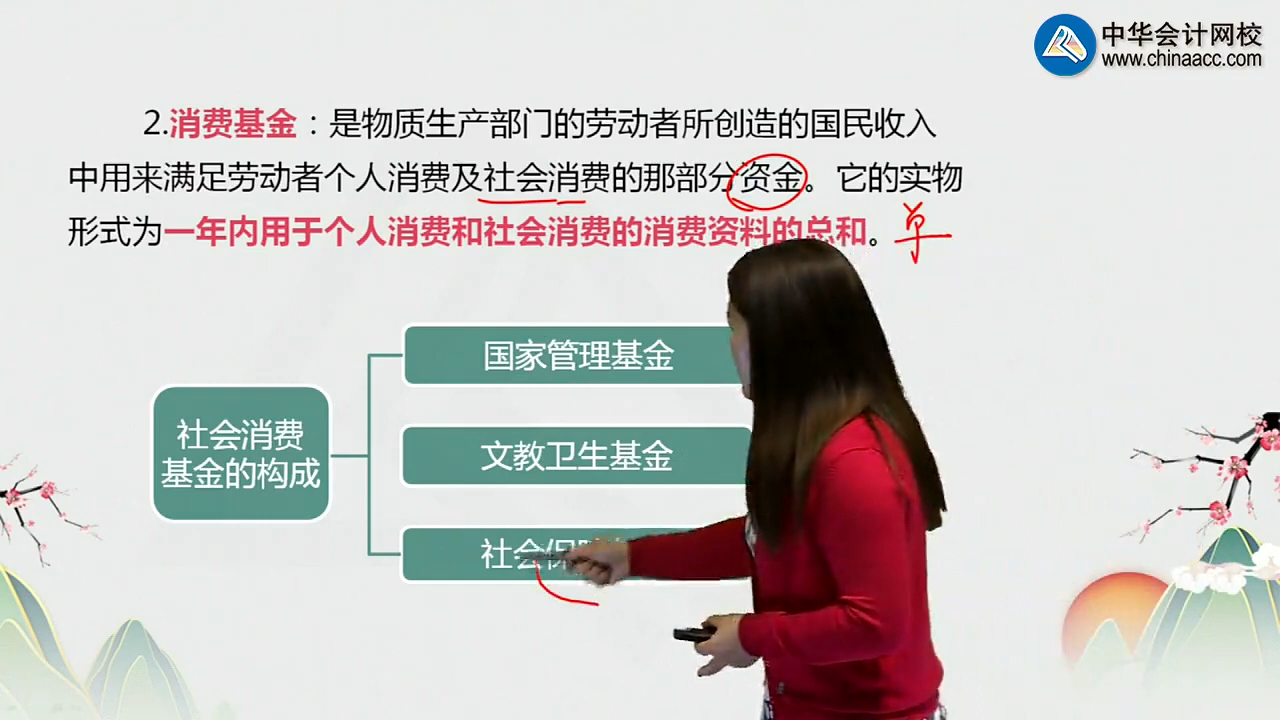 中华会计网校
www.chinaacc.com
2.消费基金：是物质生产部门的劳动者所创造的国民收入
中用来满足劳动者个人消费及社会消费的那部分资金。它的实物
形式为一年内用于个人消费和社会消费的消费资料的总和。
单
国家管理基金
社会消费
基金的构成
文教卫生基金
社会保